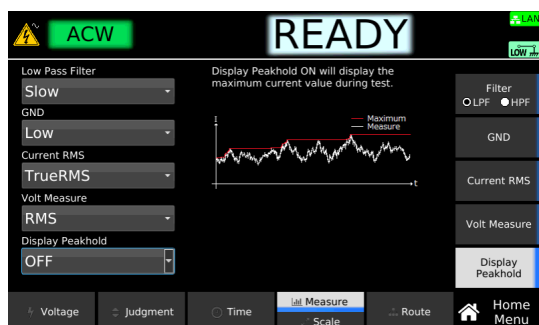 ACW
READY
LAN
LOW
Low Pass Filter
Slow
GND
Low
Current RMS
TrueRMS
Volt Measure
RMS
Display Peakhold
OFF
Display Peakhold ON will display the
maximum current value during test.
I
Maximum
Measure
t
Filter
LPF HPF
GND
Current RMS
Volt Measure
Display
Peakhold
Voltage
Judgment
Time
Measure
Scale
Route
Home
Menu